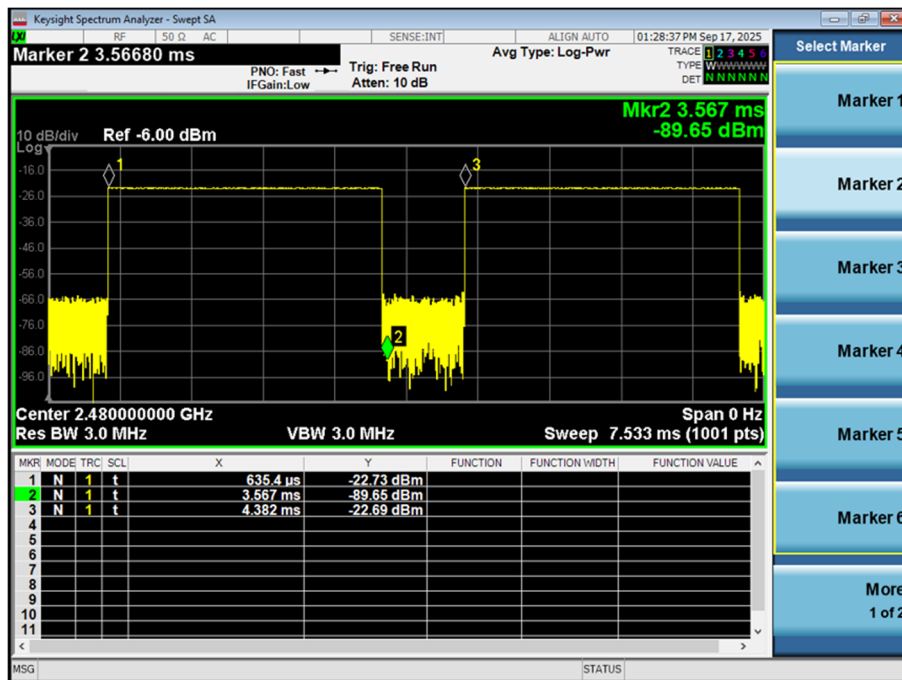 Keysight Spectrum Analyzer - Swept SA
LXI RF 50 Ω AC SENSE:INT ALIGN AUTO 01:28:37 PM Sep 17, 2025
Marker 2 3.56680 ms
PNO: Fast
IFGain:Low
Trig: Free Run
Atten: 10 dB
Avg Type: Log-Pwr
TRACE 1 2 3 4 5 6
TYPE WWWWWW
DET N N N N N N
Mkr2 3.567 ms
-89.65 dBm
10 dB/div Ref -6.00 dBm
Log
1
3
2
-16.0
-26.0
-36.0
-46.0
-56.0
-66.0
-76.0
-86.0
-96.0
Center 2.480000000 GHz Span 0 Hz
Res BW 3.0 MHz VBW 3.0 MHz Sweep 7.533 ms (1001 pts)
MKR MODE TRC SCL X Y FUNCTION FUNCTION WIDTH FUNCTION VALUE
1 N 1 t 635.4 µs -22.73 dBm
2 N 1 t 3.567 ms -89.65 dBm
3 N 1 t 4.382 ms -22.69 dBm
4
5
6
7
8
9
10
11
MSG STATUS
Select Marker
Marker 1
Marker 2
Marker 3
Marker 4
Marker 5
Marker 6
More
1 of 2